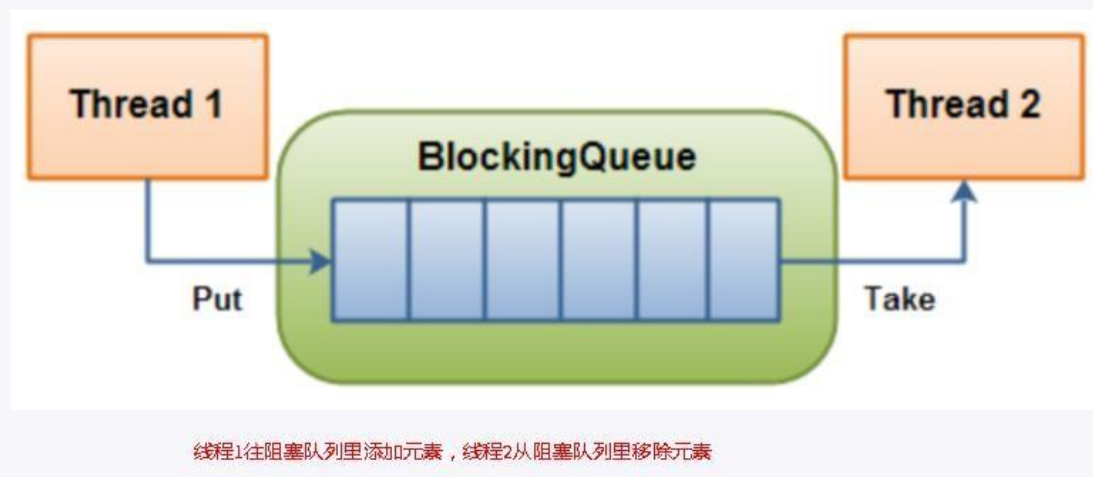 Thread 1
Thread 2
BlockingQueue
Put
Take
线程1往阻塞队列里添加元素，线程2从阻塞队列里移除元素